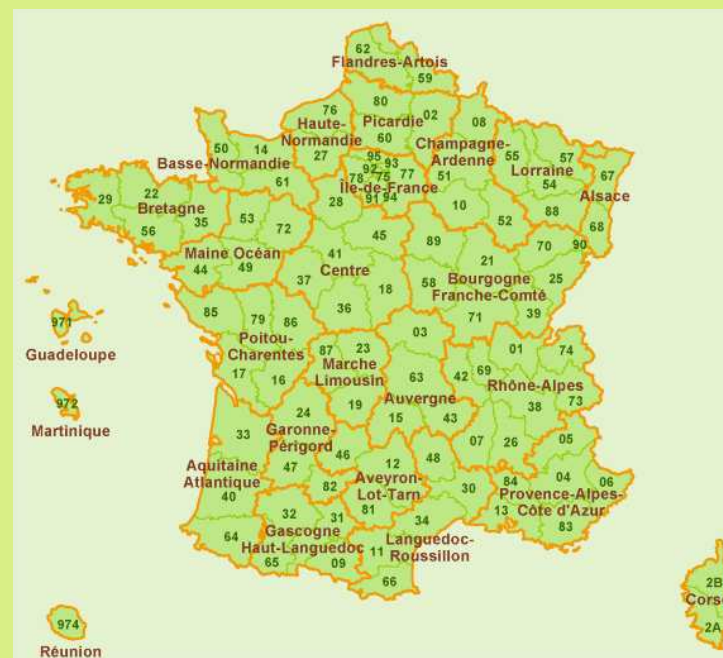 62
Flandres-Artois
59
80
02
76
08
Haute-
Normandie
Picardie
60
Champagne-
Ardenne
50
14
27
95
93
92
75
78
77
Île-de-France
91
94
51
55
57
Lorraine
54
67
Alsace
Basse-Normandie
61
28
10
52
88
68
29
22
Bretagne
35
56
53
72
Maine Océan
44
49
45
41
Centre
37
18
36
89
21
70
90
58
Bourgogne
Franche-Comté
25
71
39
971
Guadeloupe
85
79
86
Poitou-
Charentes
17
16
87
23
Marche
Limousin
19
03
63
Auvergne
15
43
01
74
42
69
Rhône-Alpes
38
73
07
26
05
972
Martinique
33
24
Garonne-
Périgord
47
46
82
Aquitaine
Atlantique
40
64
12
Aveyron-
Lot-Tarn
81
48
30
84
04
06
Provence-Alpes-
Côte d'Azur
13
83
32
31
Gascogne
Haut-Languedoc
65
09
34
Languedoc-
Roussillon
11
66
2B
Corse
2A
974
Réunion